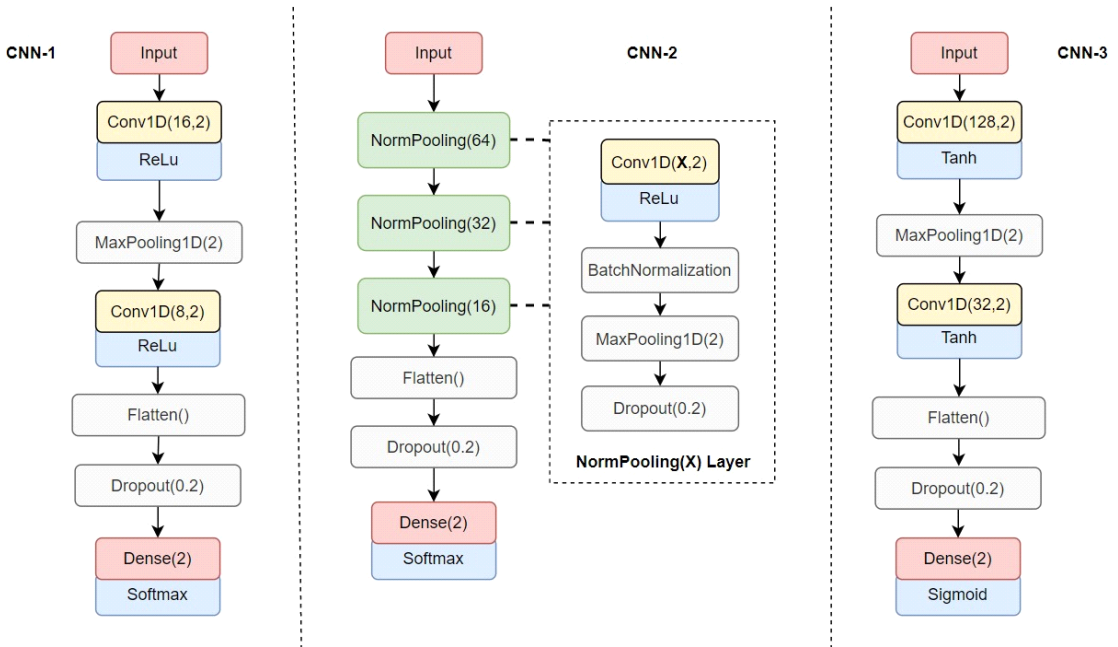 CNN-1
Input
Conv1D(16,2)
ReLu
MaxPooling1D(2)
Conv1D(8,2)
ReLu
Flatten()
Dropout(0.2)
Dense(2)
Softmax
CNN-2
Input
NormPooling(64)
NormPooling(32)
NormPooling(16)
Flatten()
Dropout(0.2)
Dense(2)
Softmax
Conv1D(X,2)
ReLu
BatchNormalization
MaxPooling1D(2)
Dropout(0.2)
NormPooling(X) Layer
CNN-3
Input
Conv1D(128,2)
Tanh
MaxPooling1D(2)
Conv1D(32,2)
Tanh
Flatten()
Dropout(0.2)
Dense(2)
Sigmoid